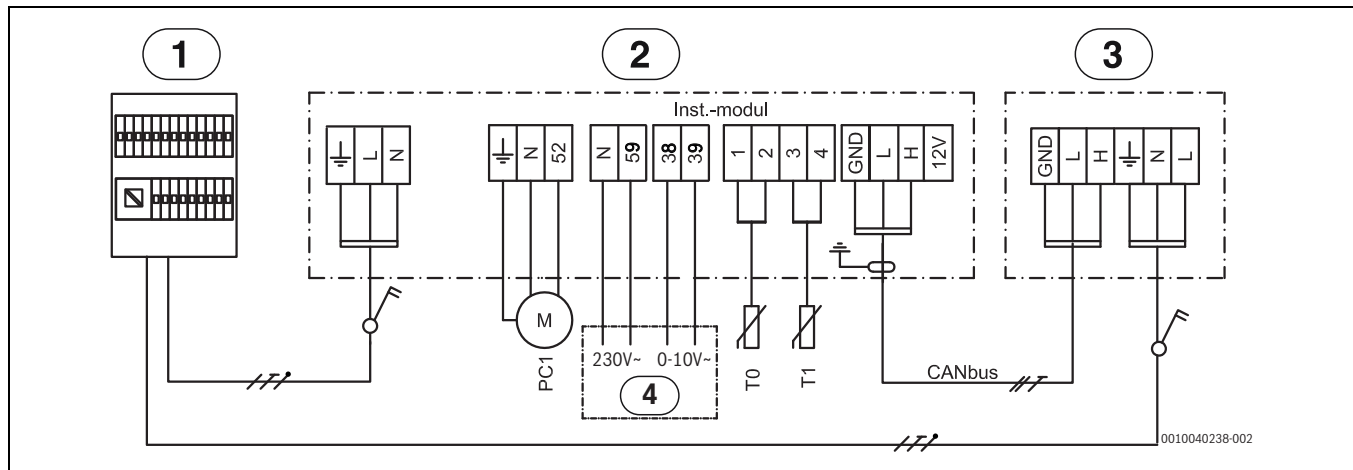 1
2
3
Inst.-modul
L N
N 52
N 59
38 39
1 2 3 4
GND L H 12V
GND L H N L
M
PC1
230V~ 0-10V~
4
T0
T1
CANbus
0010040238-002